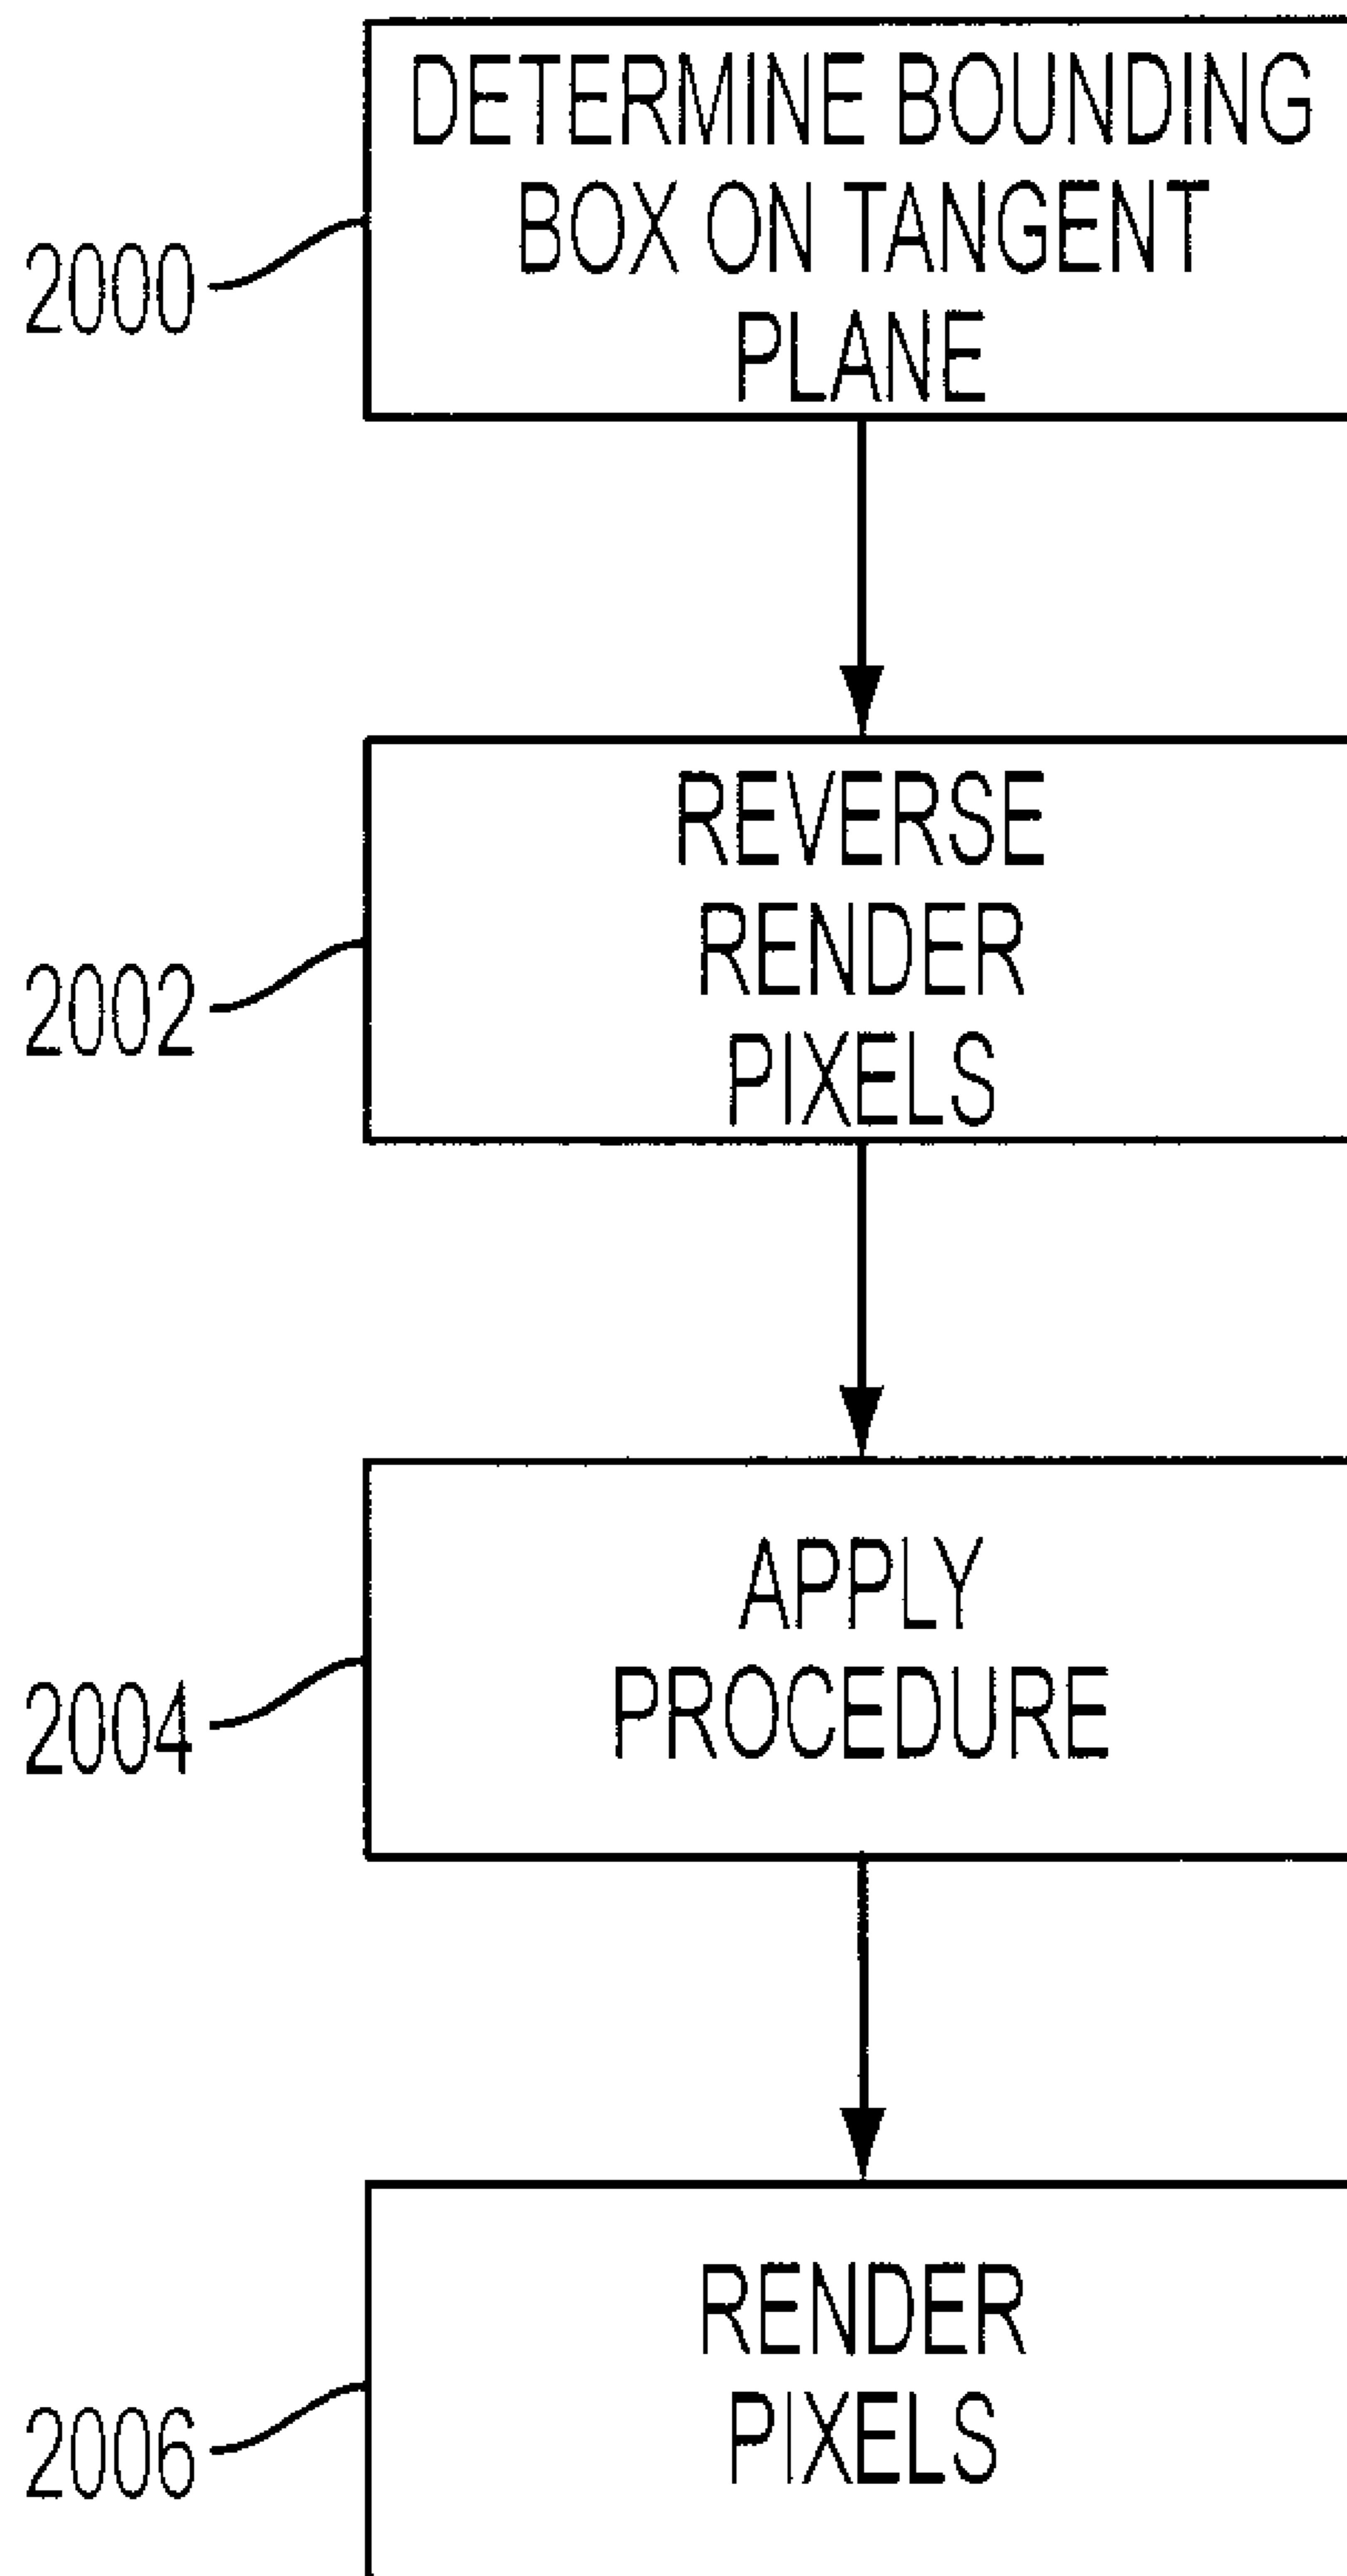 DETERMINE BOUNDING
BOX ON TANGENT
PLANE
2000
REVERSE
RENDER
PIXELS
2002
APPLY
PROCEDURE
2004
RENDER
PIXELS
2006